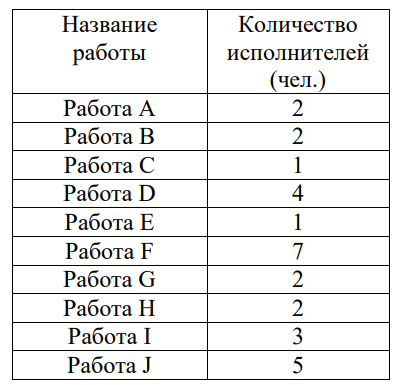 Название работы Количество исполнителей (чел.)
Работа A 2
Работа B 2
Работа C 1
Работа D 4
Работа E 1
Работа F 7
Работа G 2
Работа H 2
Работа I 3
Работа J 5